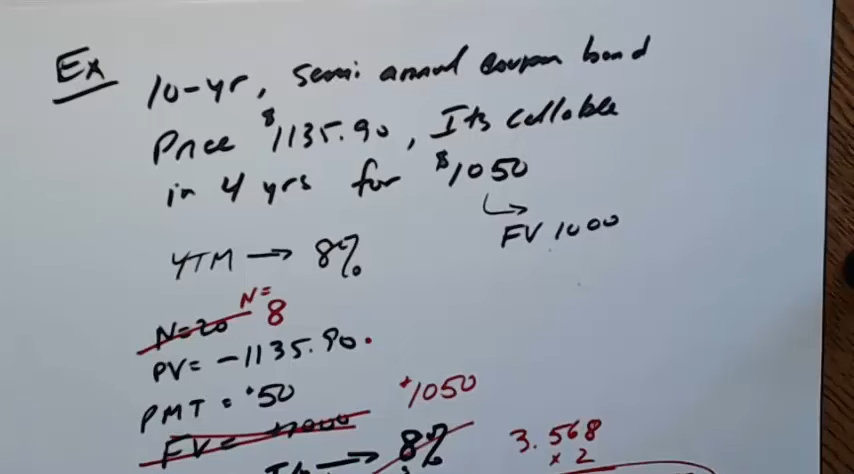 Ex 10-yr, Semi annual coupon bond
Price $1135.90, Its callable
in 4 yrs for $1050
FV 1000
YTM → 8%
N=20 N=8
PV= -1135.90
PMT = +50
+1050
FV= +1000
→ 8%
3.568
x 2